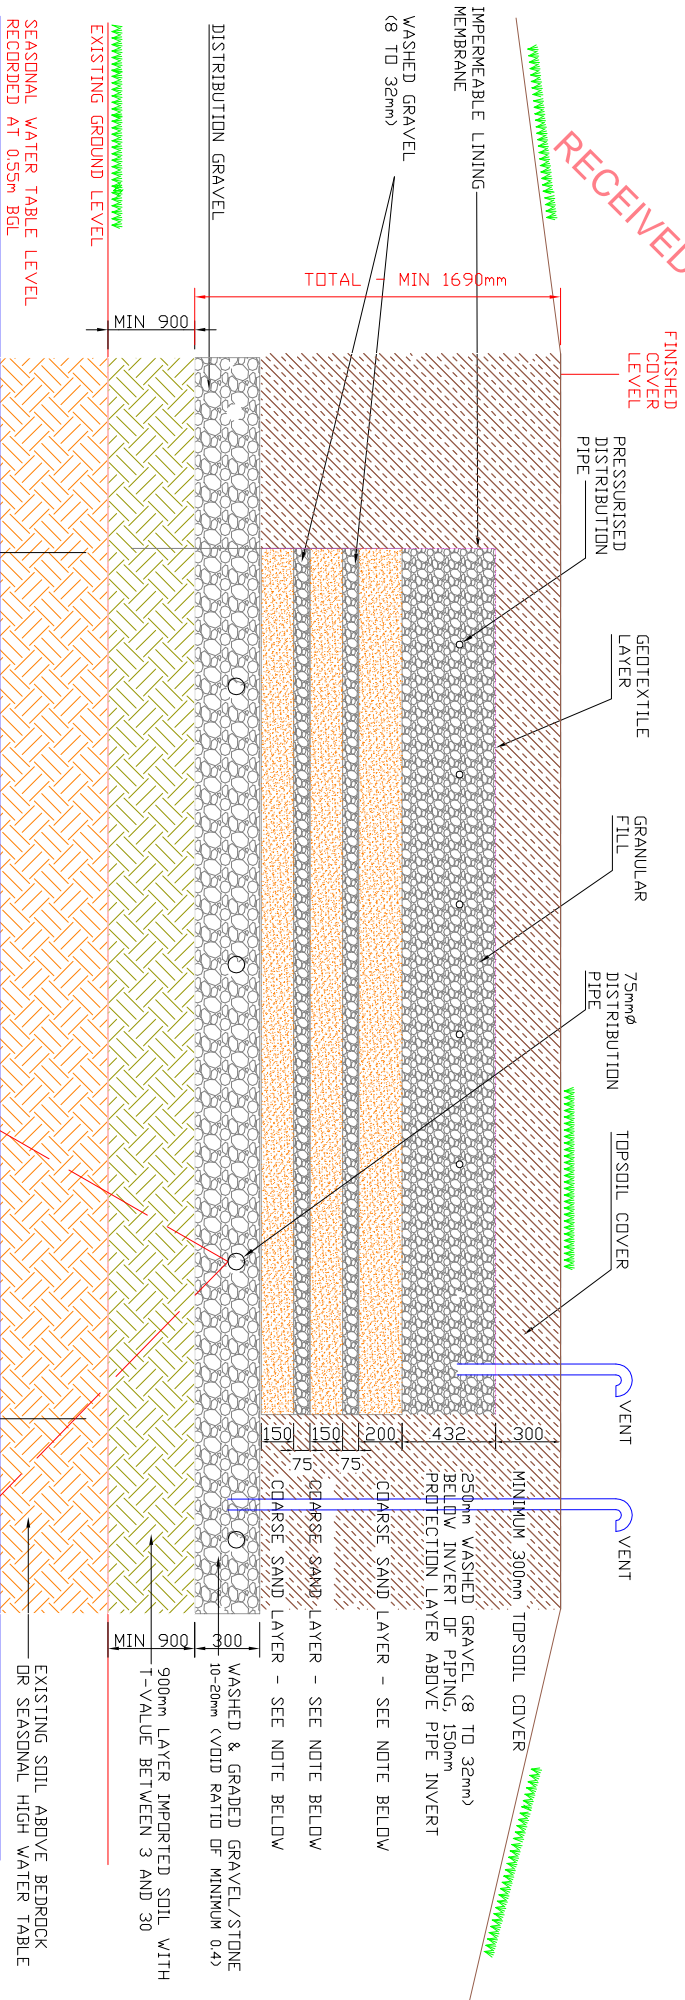 RECEIVED
FINISHED
COVER
LEVEL
IMPERMEABLE LINING
MEMBRANE
WASHED GRAVEL
(8 TO 32mm)
DISTRIBUTION GRAVEL
EXISTING GROUND LEVEL
SEASONAL WATER TABLE LEVEL
RECORDED AT 0.55m BGL
TOTAL - MIN 1690mm
MIN 900
PRESSURISED
DISTRIBUTION
PIPE
GEOTEXTILE
LAYER
GRANULAR
FILL
75mmø
DISTRIBUTION
PIPE
TOPSOIL COVER
VENT
VENT
300
432
200
75
150
75
150
300
MIN 900
MINIMUM 300mm TOPSOIL COVER
250mm WASHED GRAVEL (8 TO 32mm)
BELOW INVERT OF PIPING, 150mm
PROTECTION LAYER ABOVE PIPE INVERT
COARSE SAND LAYER - SEE NOTE BELOW
COARSE SAND LAYER - SEE NOTE BELOW
COARSE SAND LAYER - SEE NOTE BELOW
WASHED & GRADED GRAVEL/STONE
10-20mm (VOID RATIO OF MINIMUM 0.4)
900mm LAYER IMPORTED SOIL WITH
T-VALUE BETWEEN 3 AND 30
EXISTING SOIL ABOVE BEDROCK
OR SEASONAL HIGH WATER TABLE